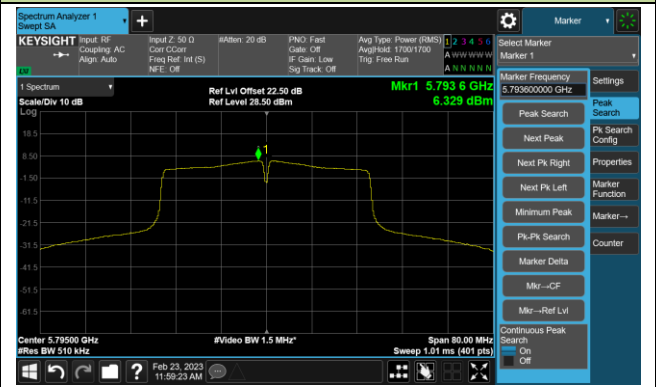 Spectrum Analyzer 1
Swept SA
Marker
KEYSIGHT
Input: RF
Coupling: AC
Align: Auto
Input Z: 50 Ω
Corr CCorr
Freq Ref: Int (S)
NFE: Off
#Atten: 20 dB
PNO: Fast
Gate: Off
IF Gain: Low
Sig Track: Off
Avg Type: Power (RMS)
Avg|Hold: 1700/1700
Trig: Free Run
1 2 3 4 5 6
A W W W W W
A N N N N N
LXI
Select Marker
Marker 1
1 Spectrum
Scale/Div 10 dB
Log
Ref Lvl Offset 22.50 dB
Ref Level 28.50 dBm
Mkr1 5.793 6 GHz
6.329 dBm
18.5
8.50
-1.50
-11.5
-21.5
-31.5
-41.5
-51.5
-61.5
1
Center 5.79500 GHz
#Res BW 510 kHz
#Video BW 1.5 MHz*
Span 80.00 MHz
Sweep 1.01 ms (401 pts)
Marker Frequency
5.793600000 GHz
Peak Search
Next Peak
Next Pk Right
Next Pk Left
Minimum Peak
Pk-Pk Search
Marker Delta
Mkr→CF
Mkr→Ref Lvl
Continuous Peak
Search
On
Off
Settings
Peak
Search
Pk Search
Config
Properties
Marker
Function
Marker→
Counter
Feb 23, 2023
11:59:23 AM